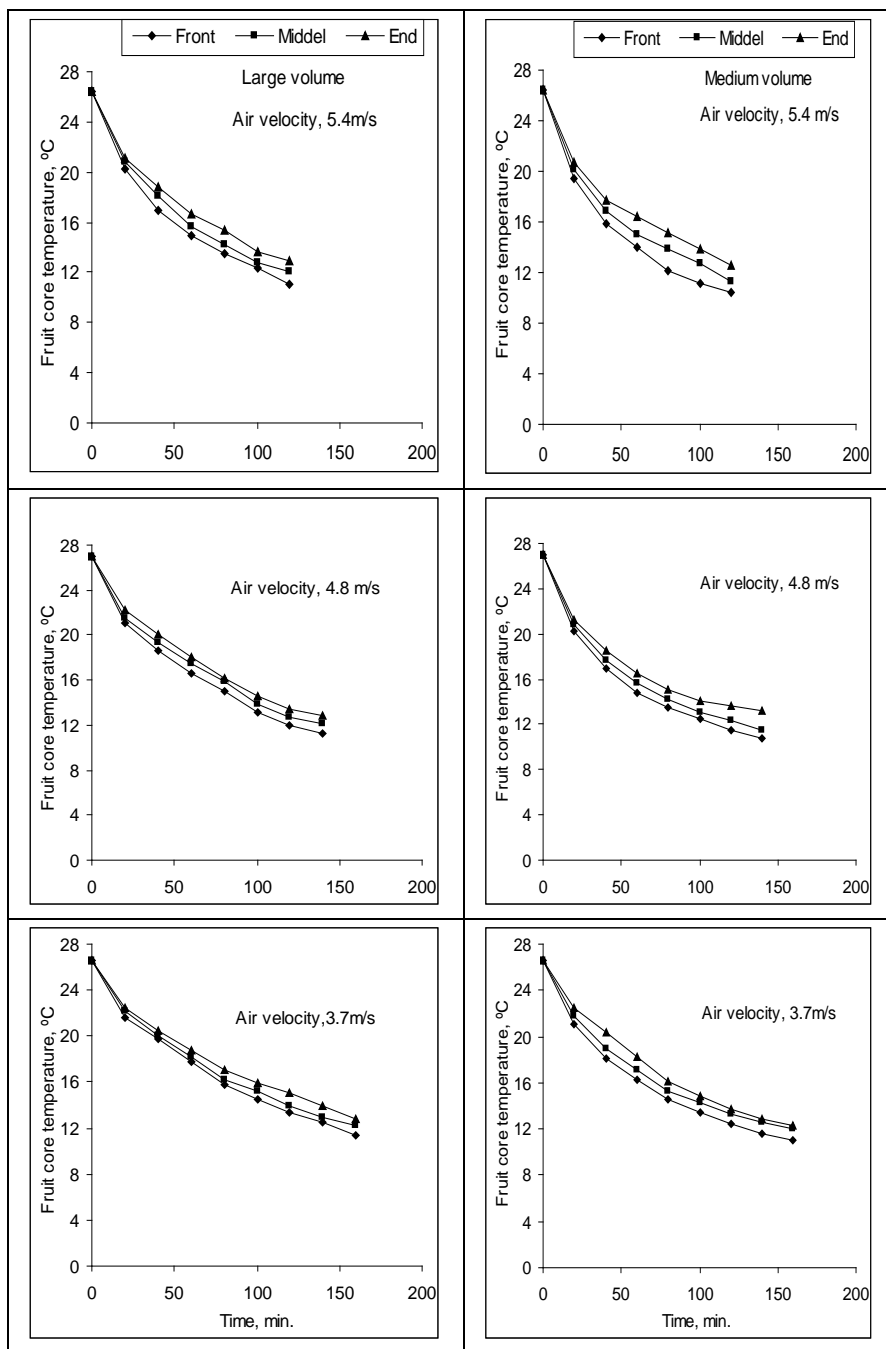 Front Middel End
Large volume
Air velocity, 5.4m/s
Fruit core temperature, ºC
28
24
20
16
12
8
4
0
0 50 100 150 200
Front Middel End
Medium volume
Air velocity, 5.4 m/s
Fruit core temperature, ºC
28
24
20
16
12
8
4
0
0 50 100 150 200
Air velocity, 4.8 m/s
Fruit core temperature, ºC
28
24
20
16
12
8
4
0
0 50 100 150 200
Air velocity, 4.8 m/s
Fruit core temperature, ºC
28
24
20
16
12
8
4
0
0 50 100 150 200
Air velocity,3.7m/s
Fruit core temperature, ºC
28
24
20
16
12
8
4
0
0 50 100 150 200
Time, min.
Air velocity, 3.7m/s
Fruit core temperature, ºC
28
24
20
16
12
8
4
0
0 50 100 150 200
Time, min.